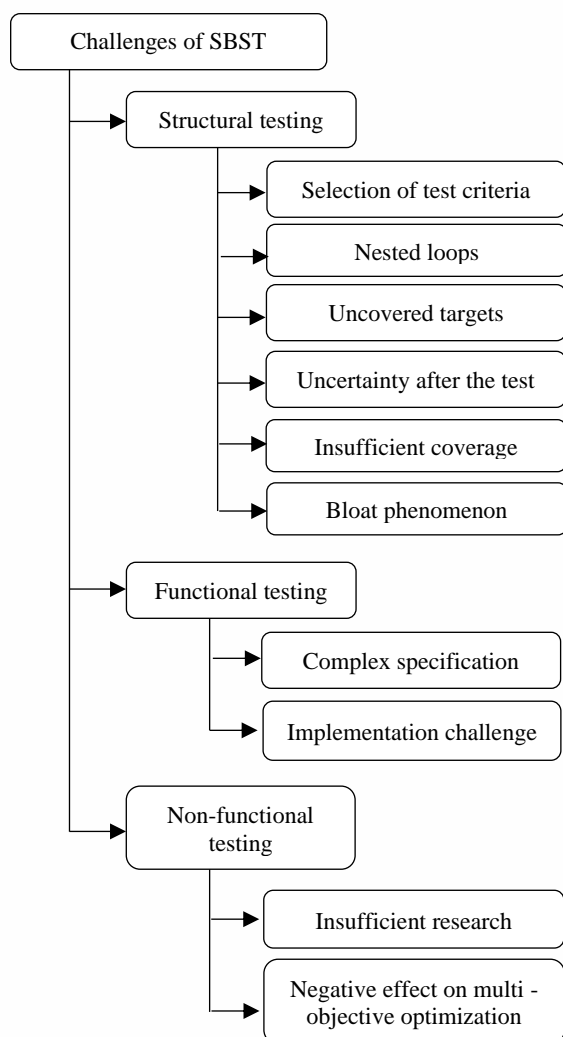 Challenges of SBST
Structural testing
Selection of test criteria
Nested loops
Uncovered targets
Uncertainty after the test
Insufficient coverage
Bloat phenomenon
Functional testing
Complex specification
Implementation challenge
Non-functional
testing
Insufficient research
Negative effect on multi -
objective optimization